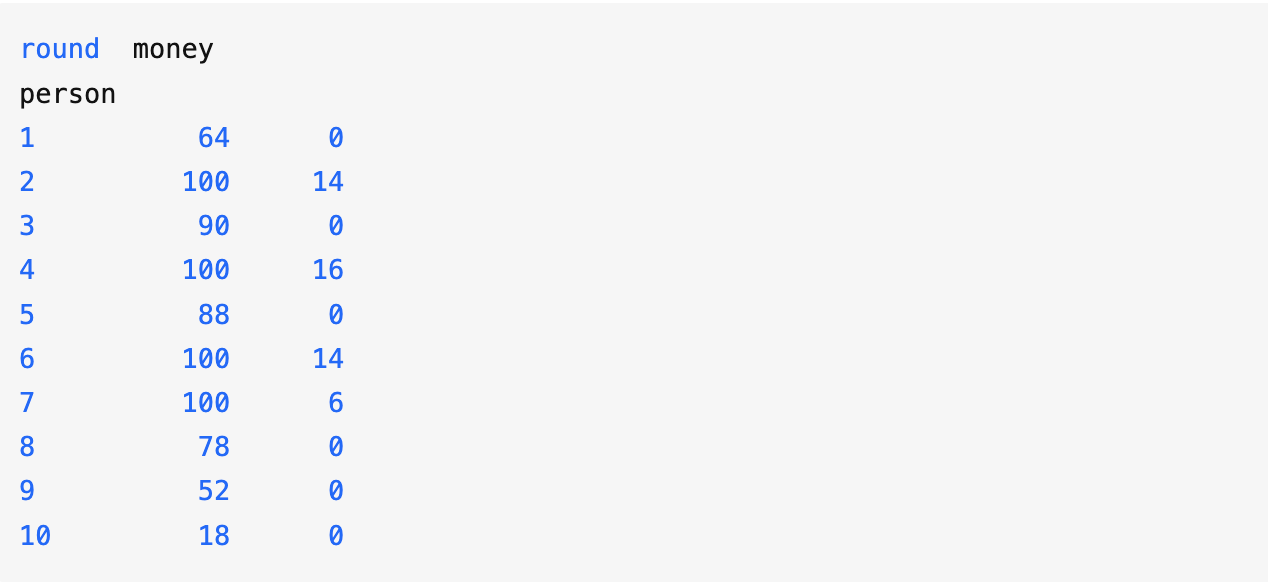 round  money
person
1          64      0
2         100     14
3          90      0
4         100     16
5          88      0
6         100     14
7         100      6
8          78      0
9          52      0
10         18      0